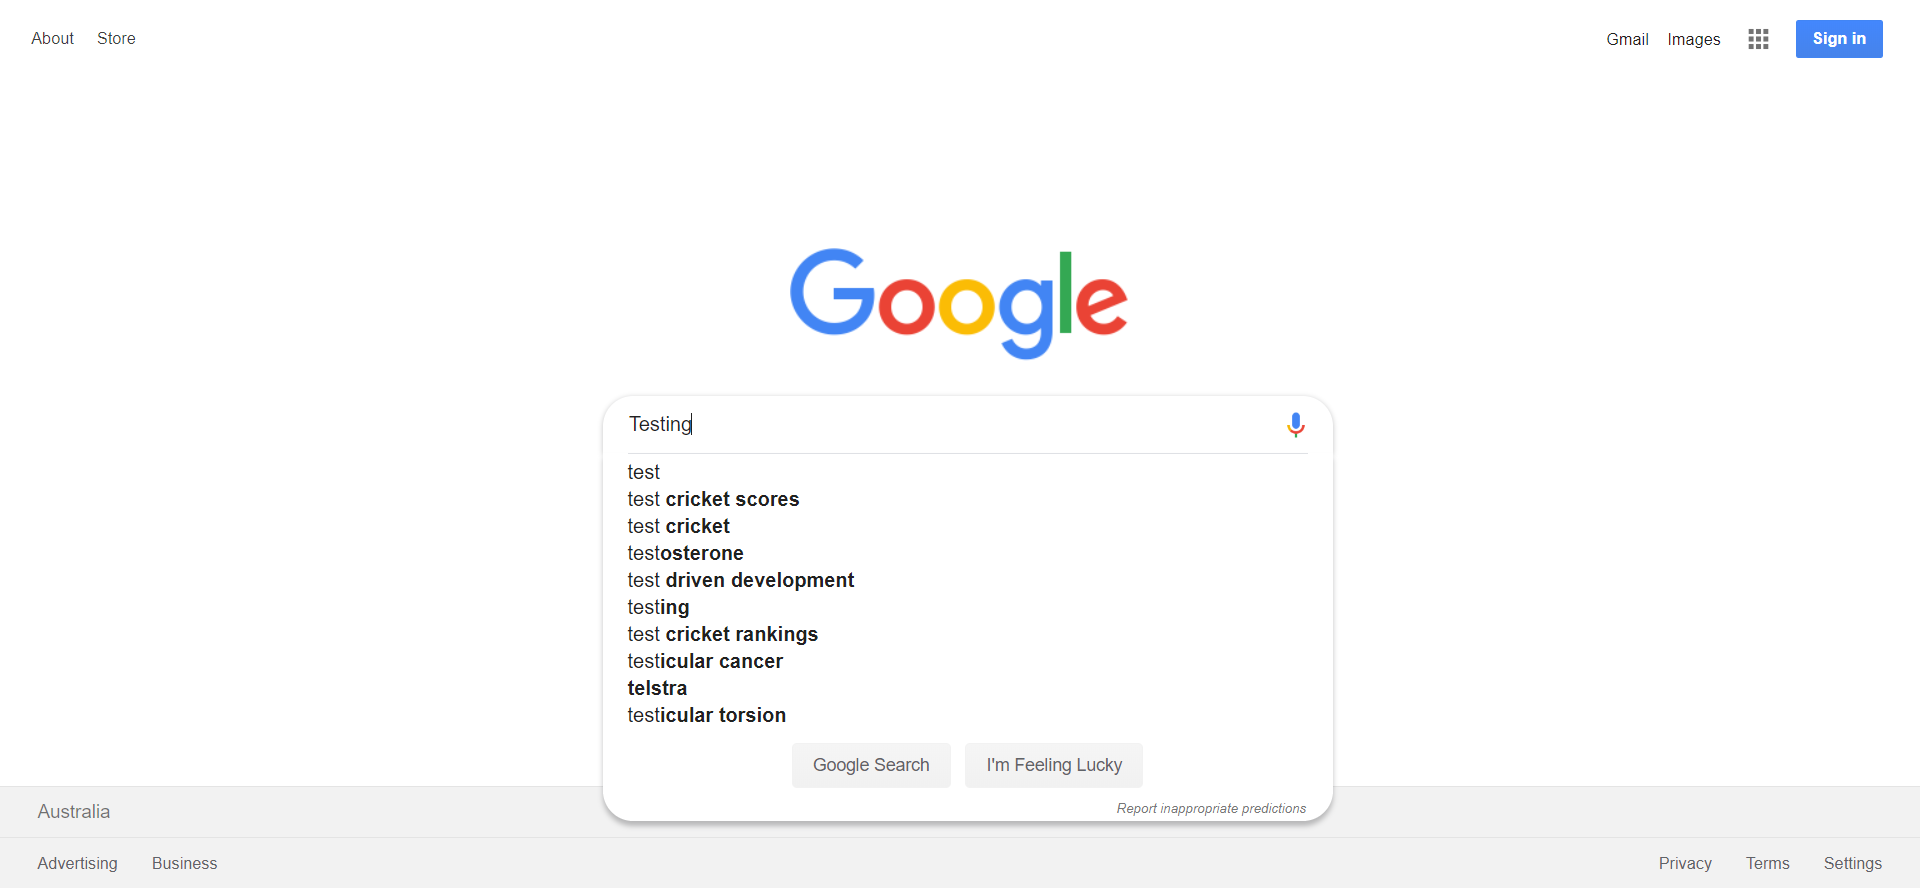 About Store
Gmail Images Sign in
Google
Testing
test
test cricket scores
test cricket
testosterone
test driven development
testing
test cricket rankings
testicular cancer
telstra
testicular torsion
Google Search I'm Feeling Lucky
Report inappropriate predictions
Australia
Advertising Business
Privacy Terms Settings